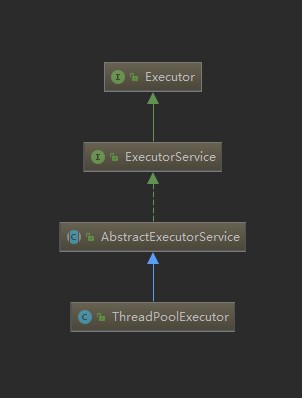 I Executor
I ExecutorService
C AbstractExecutorService
C ThreadPoolExecutor